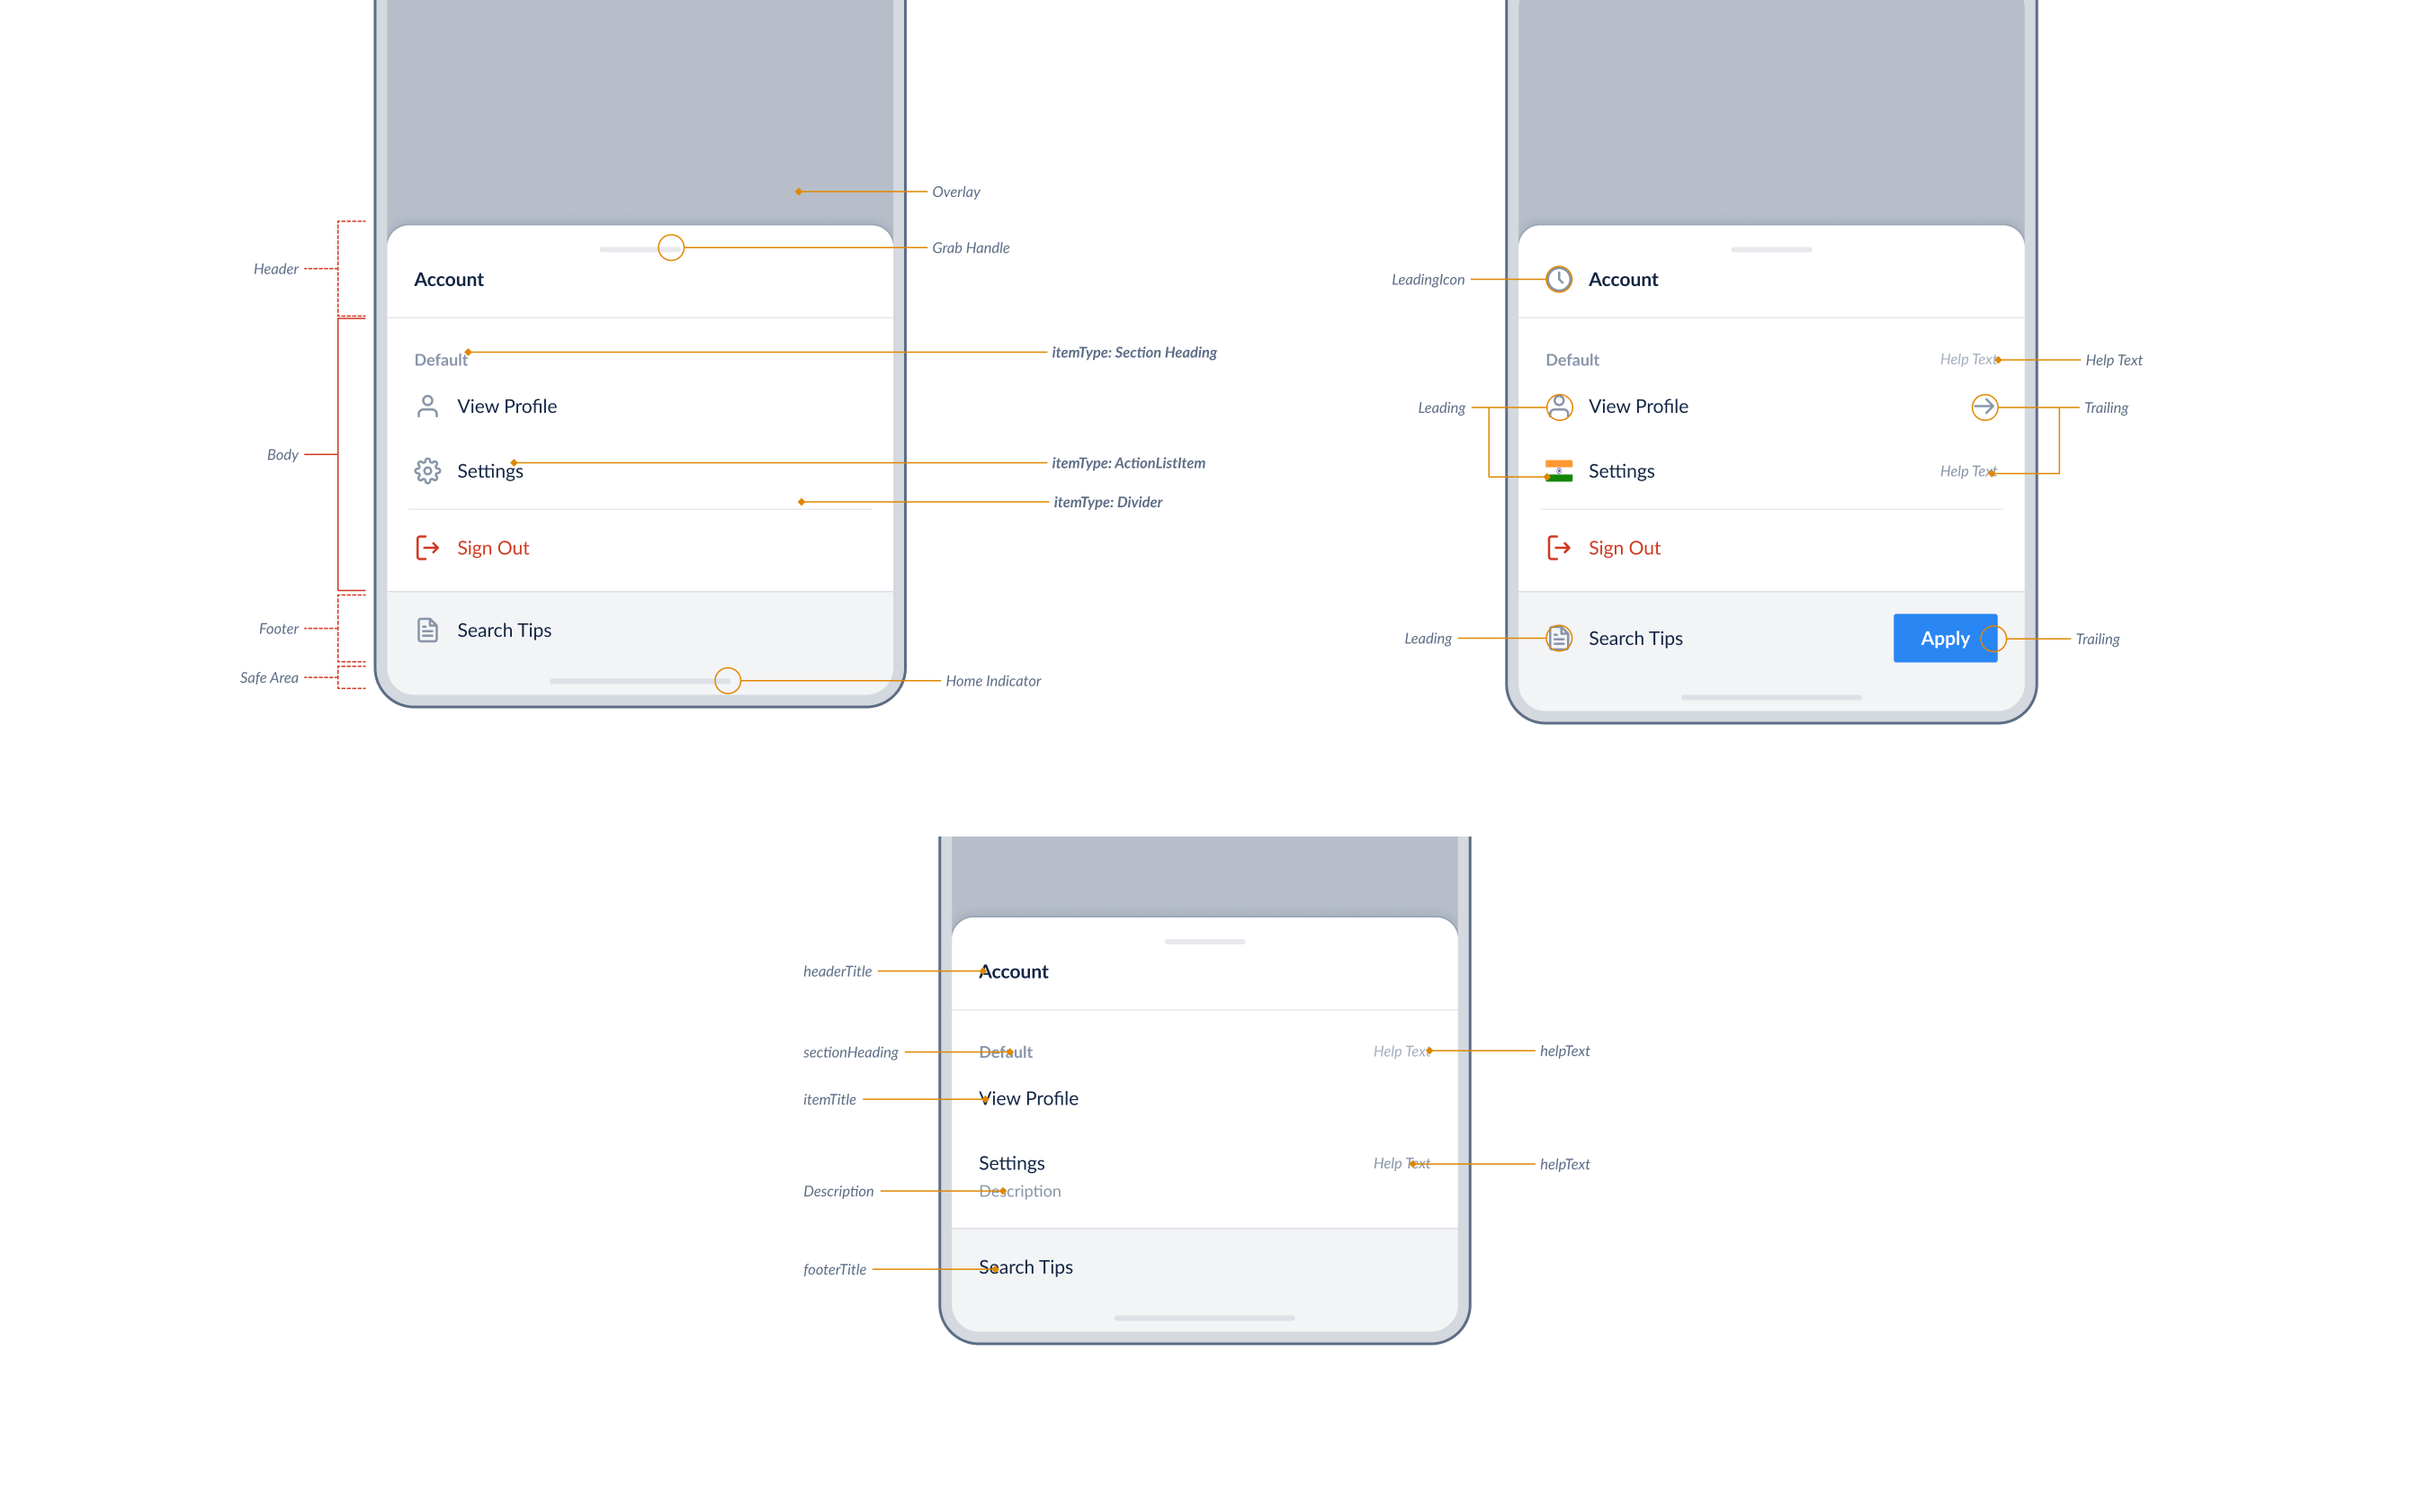 Overlay
Grab Handle
Header
Account
itemType: Section Heading
Default
View Profile
Body
Settings
itemType: ActionListItem
itemType: Divider
Sign Out
Footer
Search Tips
Safe Area
Home Indicator
LeadingIcon
Account
Default
Help Text
Help Text
Leading
View Profile
Trailing
Settings
Help Text
Sign Out
Leading
Search Tips
Apply
Trailing
headerTitle
Account
sectionHeading
Default
Help Text
helpText
itemTitle
View Profile
Settings
Help Text
helpText
Description
Description
footerTitle
Search Tips